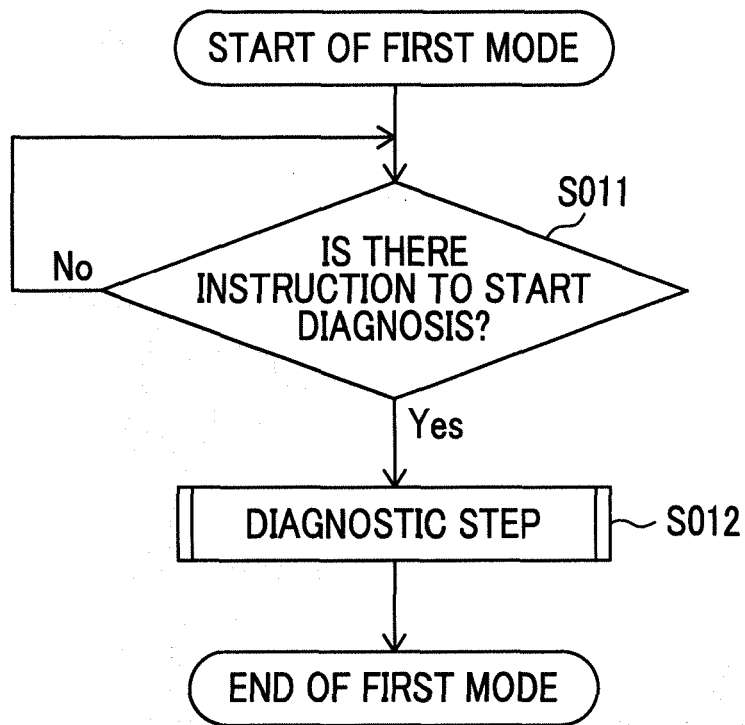 START OF FIRST MODE
S011
IS THERE
INSTRUCTION TO START
DIAGNOSIS?
No
Yes
DIAGNOSTIC STEP
S012
END OF FIRST MODE